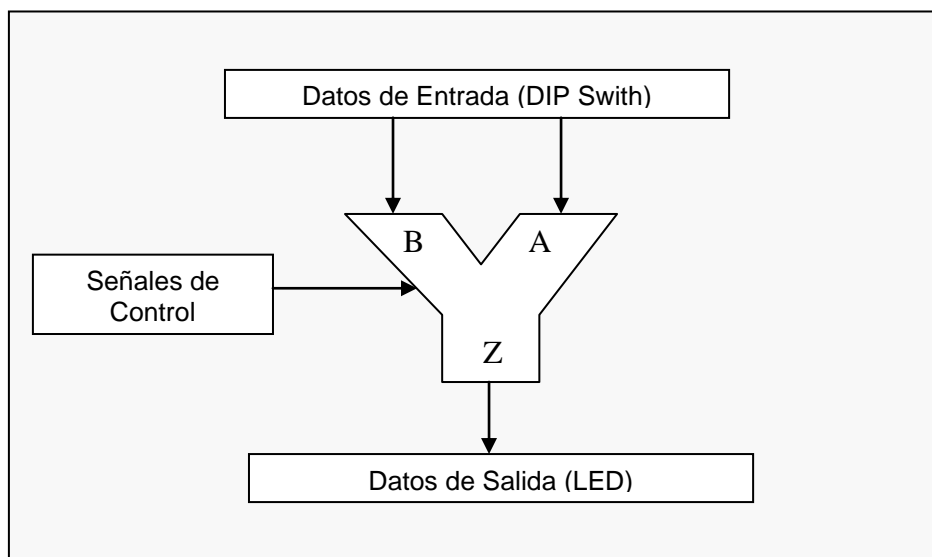 Datos de Entrada (DIP Swith)
B
A
Señales de
Control
Z
Datos de Salida (LED)